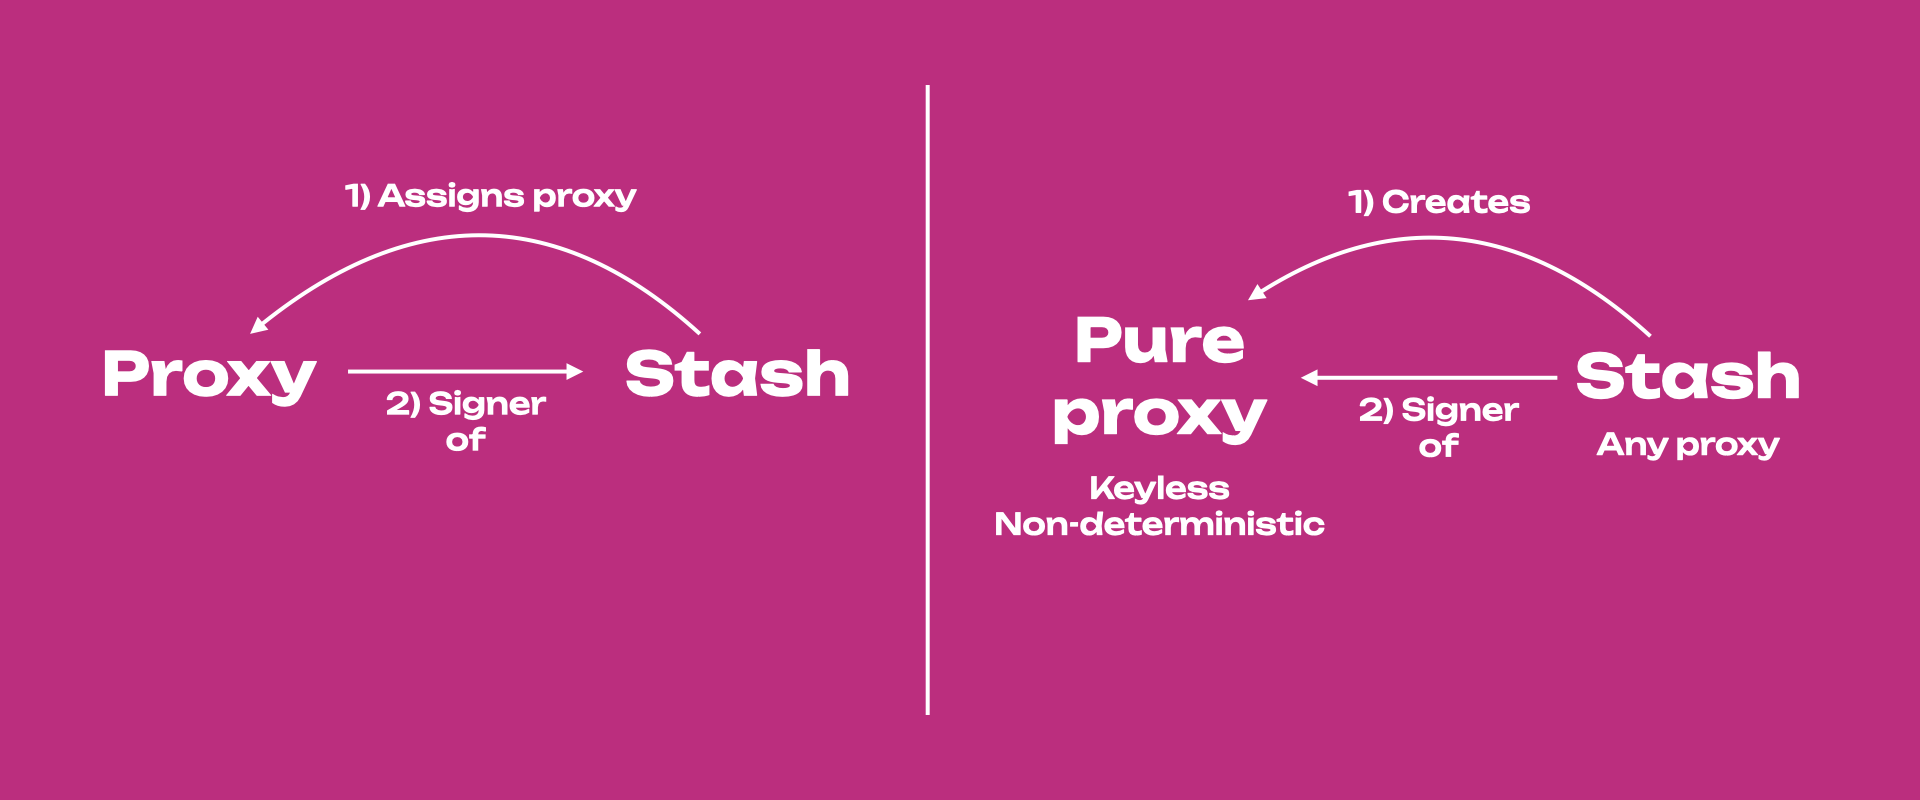 1) Assigns proxy
Proxy
Stash
2) Signer
of
1) Creates
Pure
proxy
Stash
2) Signer
of
Any proxy
Keyless
Non-deterministic